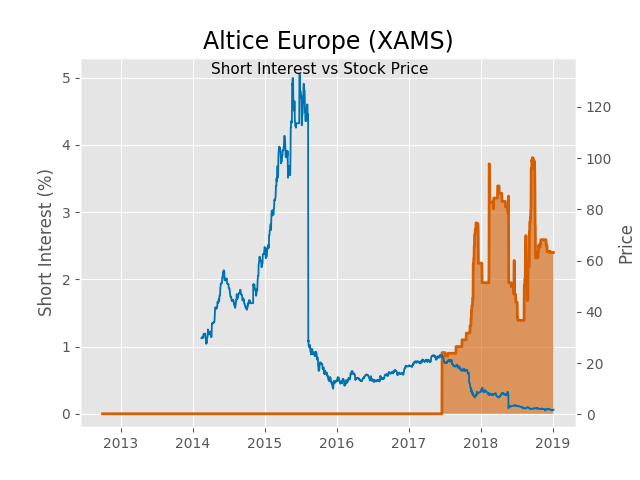 Altice Europe (XAMS)
Short Interest vs Stock Price
Short Interest (%)
5
4
3
2
1
0
120
100
80
60
40
20
0
Price
2013 2014 2015 2016 2017 2018 2019